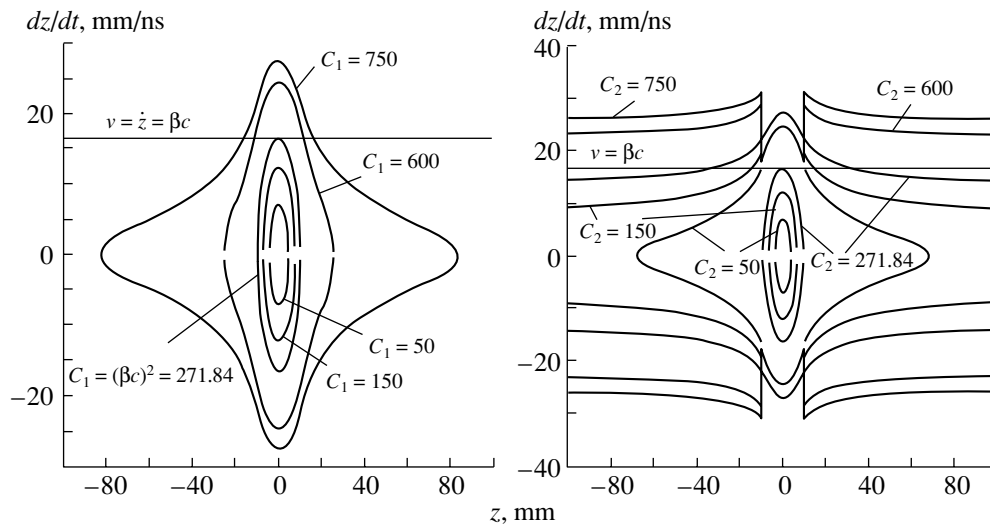 dz/dt, mm/ns
C₁ = 750
20
v = ż = βc
C₁ = 600
0
C₁ = 50
C₁ = (βc)² = 271.84
C₁ = 150
−20
−80
−40
0
40
80
dz/dt, mm/ns
40
C₂ = 750
C₂ = 600
20
v = βc
C₂ = 150
0
C₂ = 50
C₂ = 271.84
−20
−40
−80
−40
0
40
80
z, mm